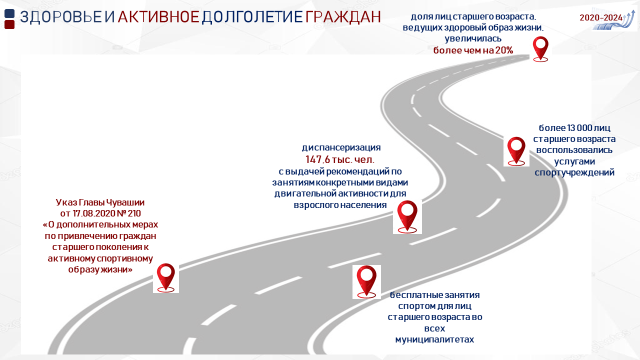 ЗДОРОВЬЕ И АКТИВНОЕ ДОЛГОЛЕТИЕ ГРАЖДАН
2020-2024
доля лиц старшего возраста,
ведущих здоровый образ жизни,
увеличилась
более чем на 20%
более 13 000 лиц
старшего возраста
воспользовались
услугами
спортучреждений
диспансеризация
147,6 тыс. чел.
с выдачей рекомендаций по
занятиям конкретными видами
двигательной активности для
взрослого населения
Указ Главы Чувашии
от 17.08.2020 № 210
«О дополнительных мерах
по привлечению граждан
старшего поколения к
активному спортивному
образу жизни»
бесплатные занятия
спортом для лиц
старшего возраста во
всех
муниципалитетах